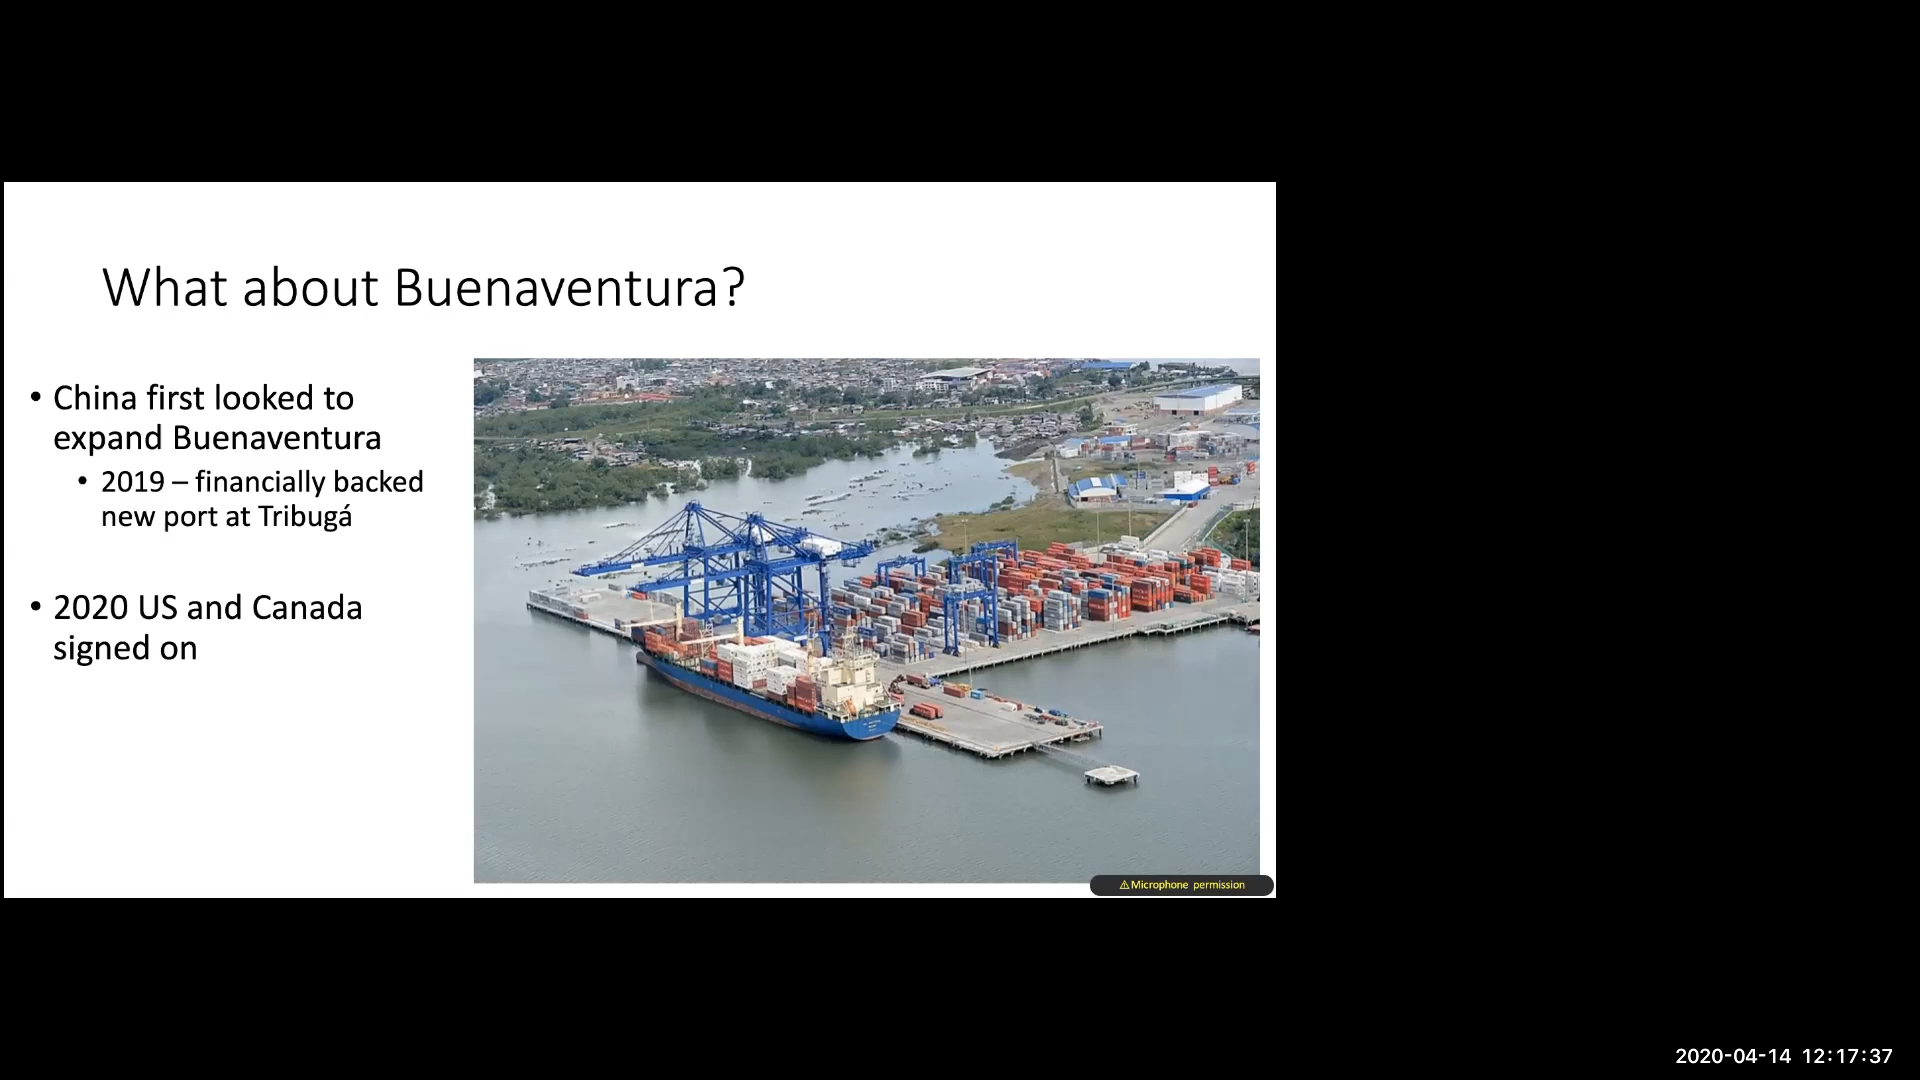 What about Buenaventura?
• China first looked to
expand Buenaventura
• 2019 – financially backed
new port at Tribugá
• 2020 US and Canada
signed on
⚠Microphone permission
2020-04-14 12:17:37